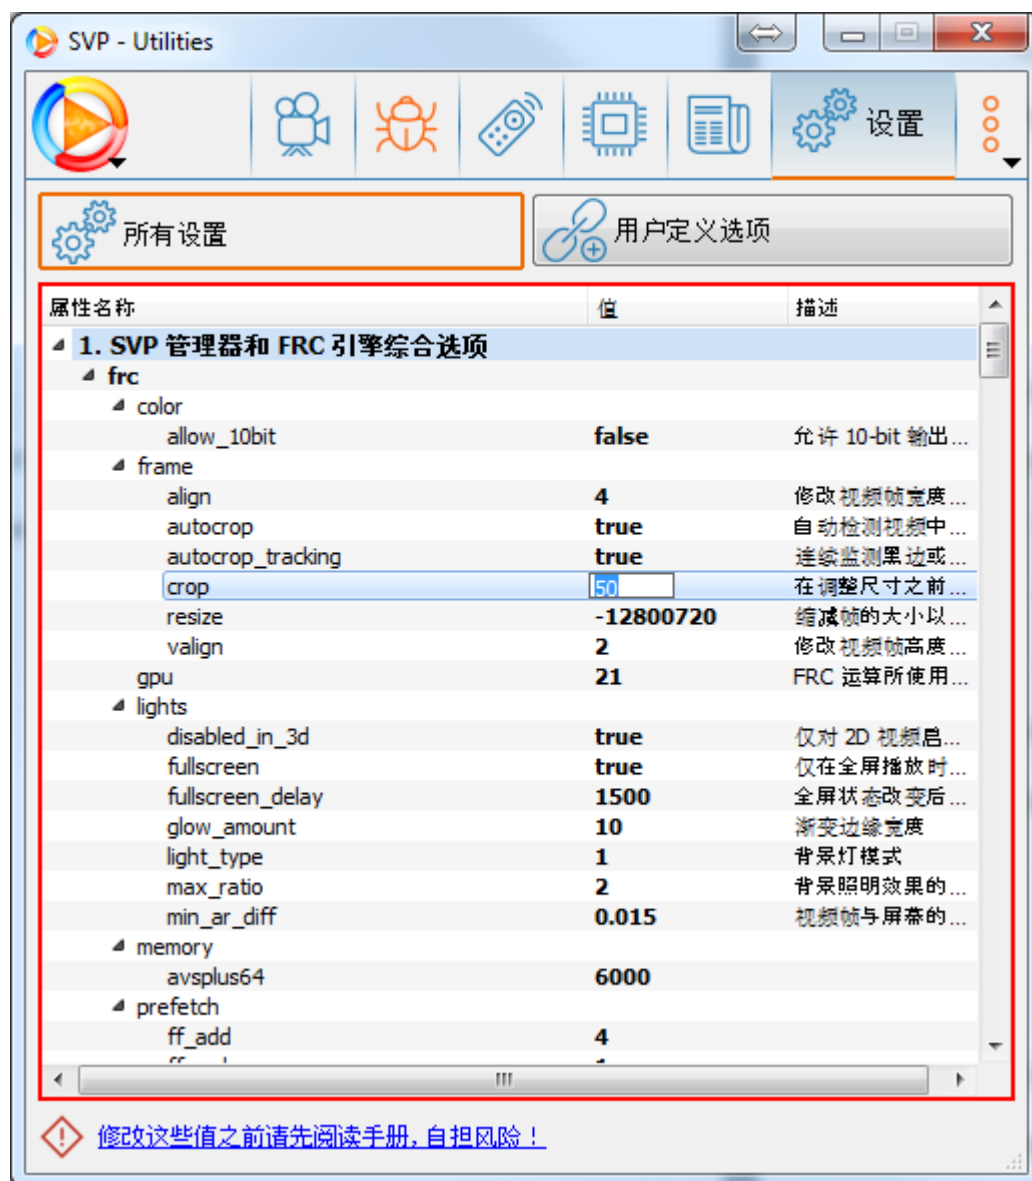 SVP - Utilities
设置
所有设置
用户定义选项
属性名称 值 描述
1. SVP 管理器和 FRC 引擎综合选项
frc
color
allow_10bit false 允许 10-bit 输出...
frame
align 4 修改视频帧宽度...
autocrop true 自动检测视频中...
autocrop_tracking true 连续监测黑边或...
crop 50 在调整尺寸之前...
resize -12800720 缩减帧的大小以...
valign 2 修改视频帧高度...
gpu 21 FRC 运算所使用...
lights
disabled_in_3d true 仅对 2D 视频启...
fullscreen true 仅在全屏播放时...
fullscreen_delay 1500 全屏状态改变后...
glow_amount 10 渐变边缘宽度
light_type 1 背景灯模式
max_ratio 2 背景照明效果的...
min_ar_diff 0.015 视频帧与屏幕的...
memory
avsplus64 6000
prefetch
ff_add 4
修改这些值之前请先阅读手册, 自担风险！